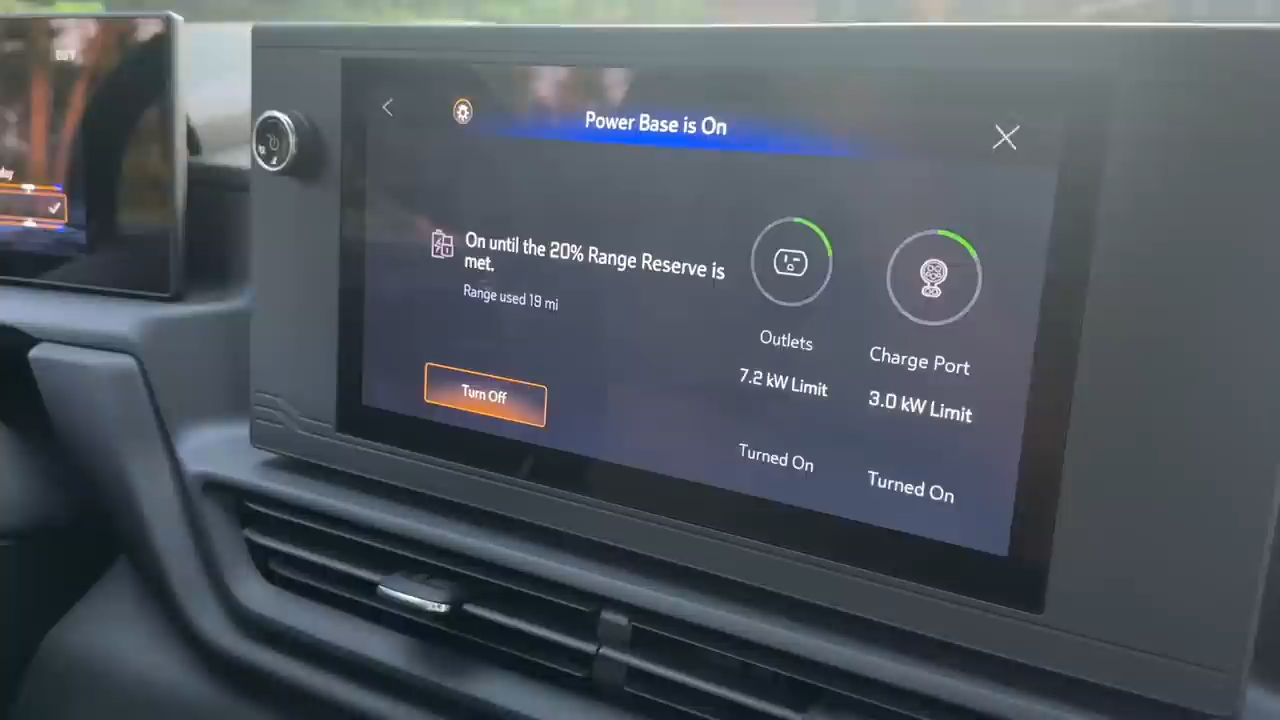 Power Base is On
On until the 20% Range Reserve is
met.
Range used 19 mi
Turn Off
Outlets
7.2 kW Limit
Turned On
Charge Port
3.0 kW Limit
Turned On